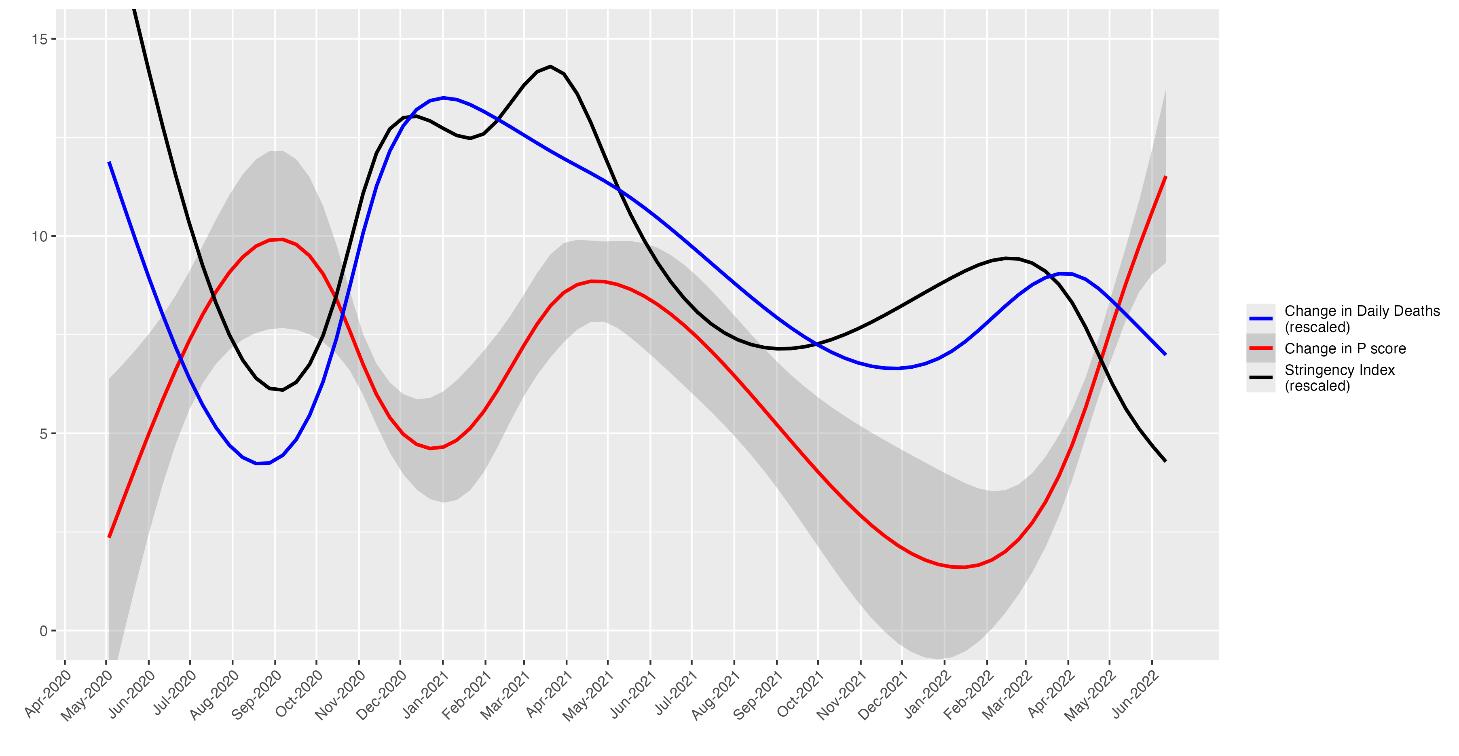 15
10
5
0
Apr-2020
May-2020
Jun-2020
Jul-2020
Aug-2020
Sep-2020
Oct-2020
Nov-2020
Dec-2020
Jan-2021
Feb-2021
Mar-2021
Apr-2021
May-2021
Jun-2021
Jul-2021
Aug-2021
Sep-2021
Oct-2021
Nov-2021
Dec-2021
Jan-2022
Feb-2022
Mar-2022
Apr-2022
May-2022
Jun-2022
Change in Daily Deaths
(rescaled)
Change in P score
Stringency Index
(rescaled)